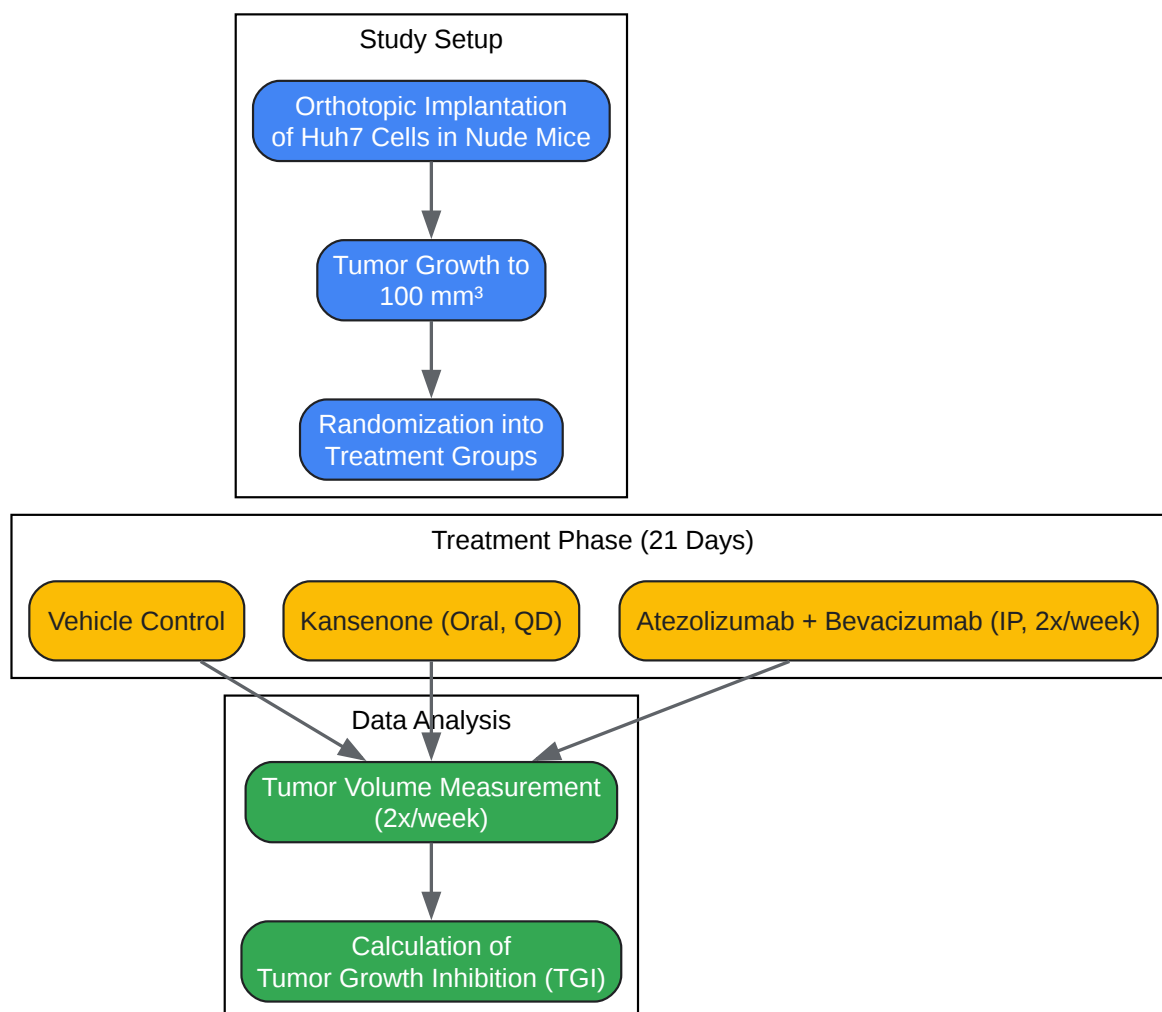 Study Setup
Orthotopic Implantation
of Huh7 Cells in Nude Mice
Tumor Growth to
100 mm³
Randomization into
Treatment Groups
Treatment Phase (21 Days)
Vehicle Control
Kansenone (Oral, QD)
Atezolizumab + Bevacizumab (IP, 2x/week)
Data Analysis
Tumor Volume Measurement
(2x/week)
Calculation of
Tumor Growth Inhibition (TGI)